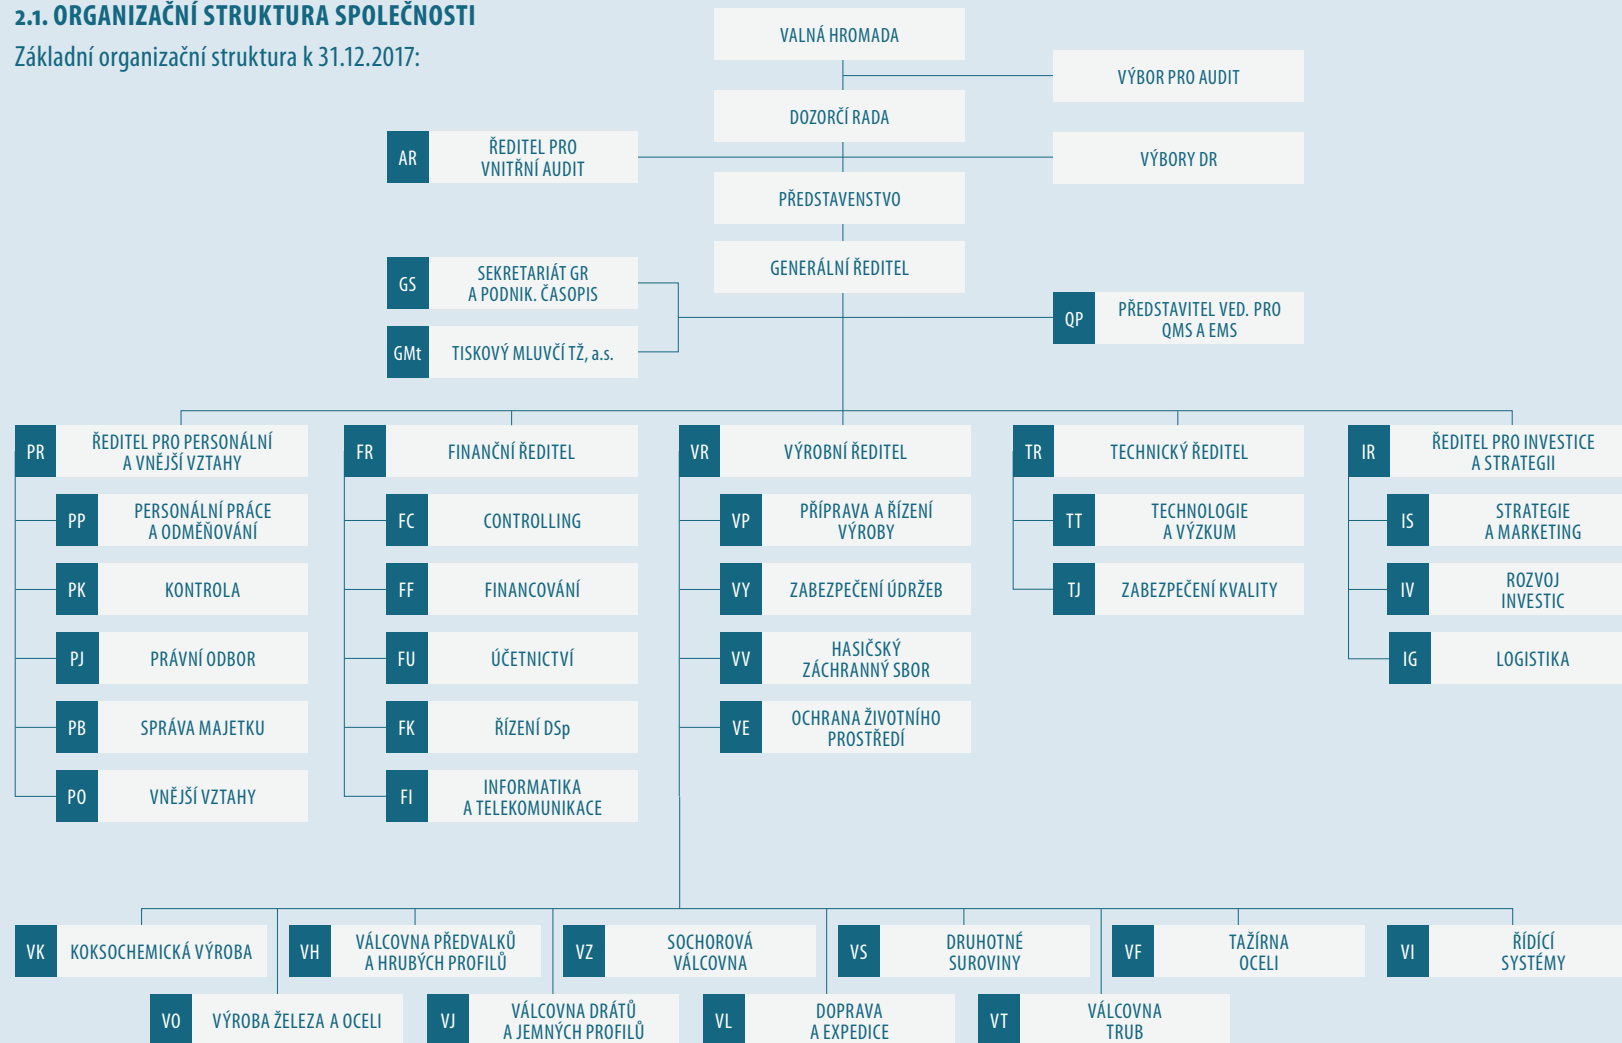 2.1. ORGANIZAČNÍ STRUKTURA SPOLEČNOSTI
Základní organizační struktura k 31.12.2017:
VALNÁ HROMADA
VÝBOR PRO AUDIT
DOZORČÍ RADA
AR
ŘEDITEL PRO
VNITŘNÍ AUDIT
VÝBORY DR
PŘEDSTAVENSTVO
GENERÁLNÍ ŘEDITEL
GS
SEKRETARIÁT GR
A PODNIK. ČASOPIS
QP
PŘEDSTAVITEL VED. PRO
QMS A EMS
GMt
TISKOVÝ MLUVČÍ TŽ, a.s.
PR
ŘEDITEL PRO PERSONÁLNÍ
A VNĚJŠÍ VZTAHY
PP
PERSONÁLNÍ PRÁCE
A ODMĚŇOVÁNÍ
PK
KONTROLA
PJ
PRÁVNÍ ODBOR
PB
SPRÁVA MAJETKU
PO
VNĚJŠÍ VZTAHY
FR
FINANČNÍ ŘEDITEL
FC
CONTROLLING
FF
FINANCOVÁNÍ
FU
ÚČETNICTVÍ
FK
ŘÍZENÍ DSp
FI
INFORMATIKA
A TELEKOMUNIKACE
VR
VÝROBNÍ ŘEDITEL
VP
PŘÍPRAVA A ŘÍZENÍ
VÝROBY
VY
ZABEZPEČENÍ ÚDRŽEB
VV
HASIČSKÝ
ZÁCHRANNÝ SBOR
VE
OCHRANA ŽIVOTNÍHO
PROSTŘEDÍ
TR
TECHNICKÝ ŘEDITEL
TT
TECHNOLOGIE
A VÝZKUM
TJ
ZABEZPEČENÍ KVALITY
IR
ŘEDITEL PRO INVESTICE
A STRATEGII
IS
STRATEGIE
A MARKETING
IV
ROZVOJ
INVESTIC
IG
LOGISTIKA
VK
KOKSOCHEMICKÁ VÝROBA
VH
VÁLCOVNA PŘEDVALKŮ
A HRUBÝCH PROFILŮ
VZ
SOCHOROVÁ
VÁLCOVNA
VS
DRUHOTNÉ
SUROVINY
VF
TAŽÍRNA
OCELI
VI
ŘÍDÍCÍ
SYSTÉMY
VO
VÝROBA ŽELEZA A OCELI
VJ
VÁLCOVNA DRÁTŮ
A JEMNÝCH PROFILŮ
VL
DOPRAVA
A EXPEDICE
VT
VÁLCOVNA
TRUB